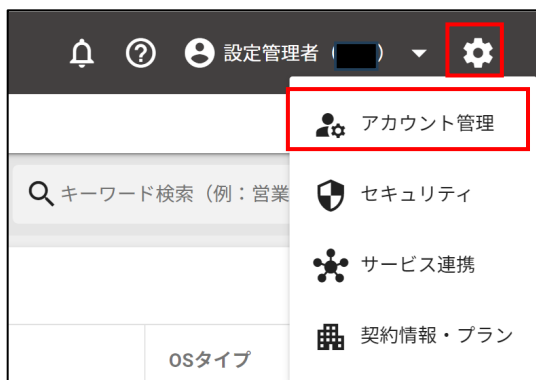 設定管理者 ( )
アカウント管理
キーワード検索（例：営業
セキュリティ
サービス連携
契約情報・プラン
OSタイプ